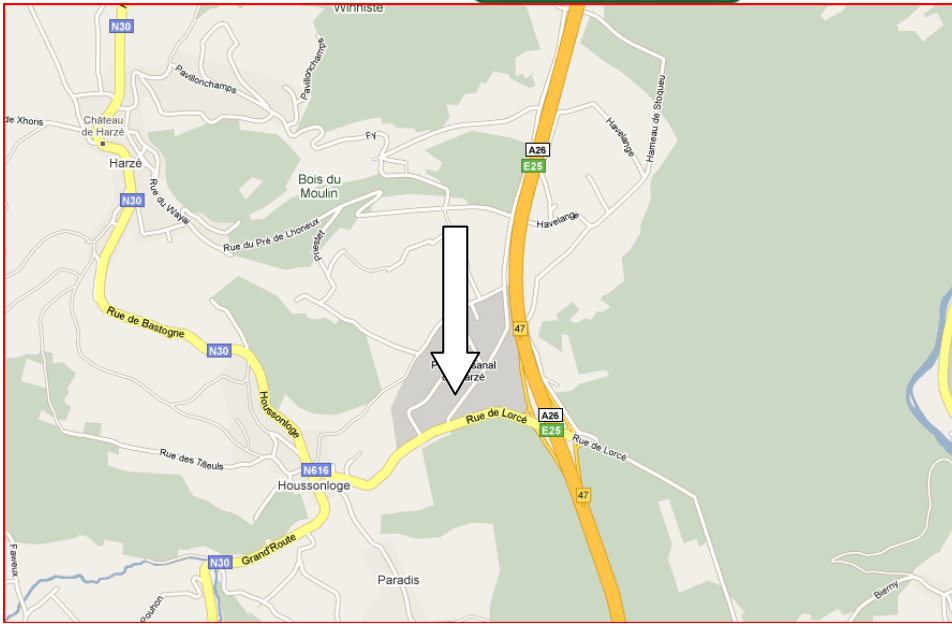 Winniste
N30
Pavillonchamps
Pavillonchamps
de Xhoris
Château
de Harzé
Harzé
Fy
Havelange
Hameau de Stoqueu
A26
E25
Bois du
Moulin
N30
Rue du Wayai
Rue du Pré de Lhoneux
Priestet
Havelange
Rue de Bastogne
47
N30
Houssonloge
Rue de Lorcé
A26
E25
Rue de Lorcé
Rue des Tilleuls
N616
Houssonloge
47
Grand'Route
N30
Faweux
Paradis
Pouhon
Bierny